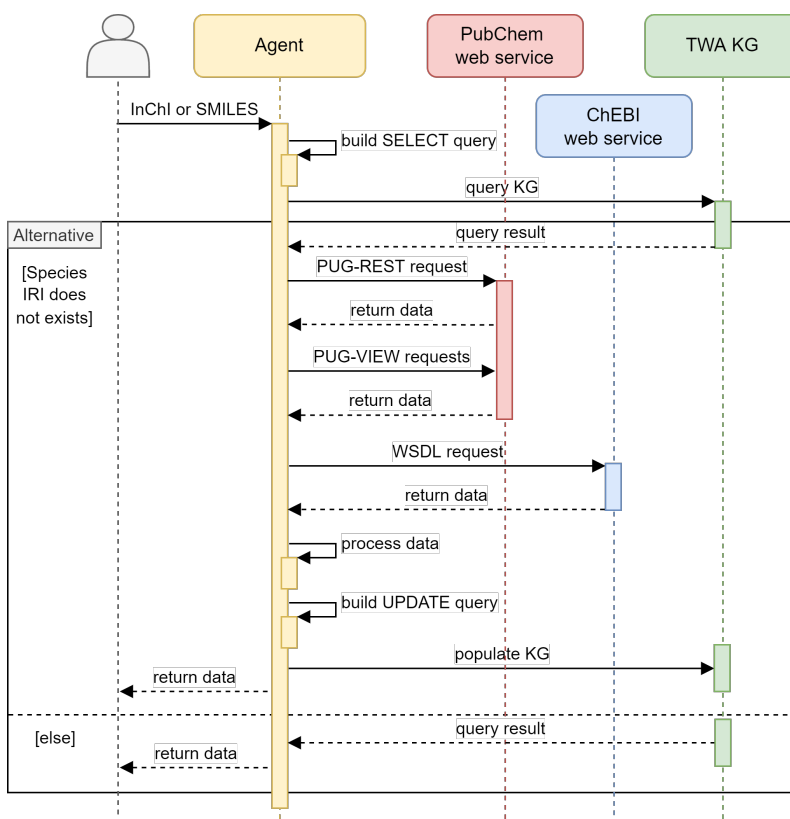 Agent
PubChem
web service
TWA KG
ChEBI
web service
InChI or SMILES
build SELECT query
query KG
Alternative
query result
[Species
IRI does
not exists]
PUG-REST request
return data
PUG-VIEW requests
return data
WSDL request
return data
process data
build UPDATE query
populate KG
return data
query result
[else]
return data